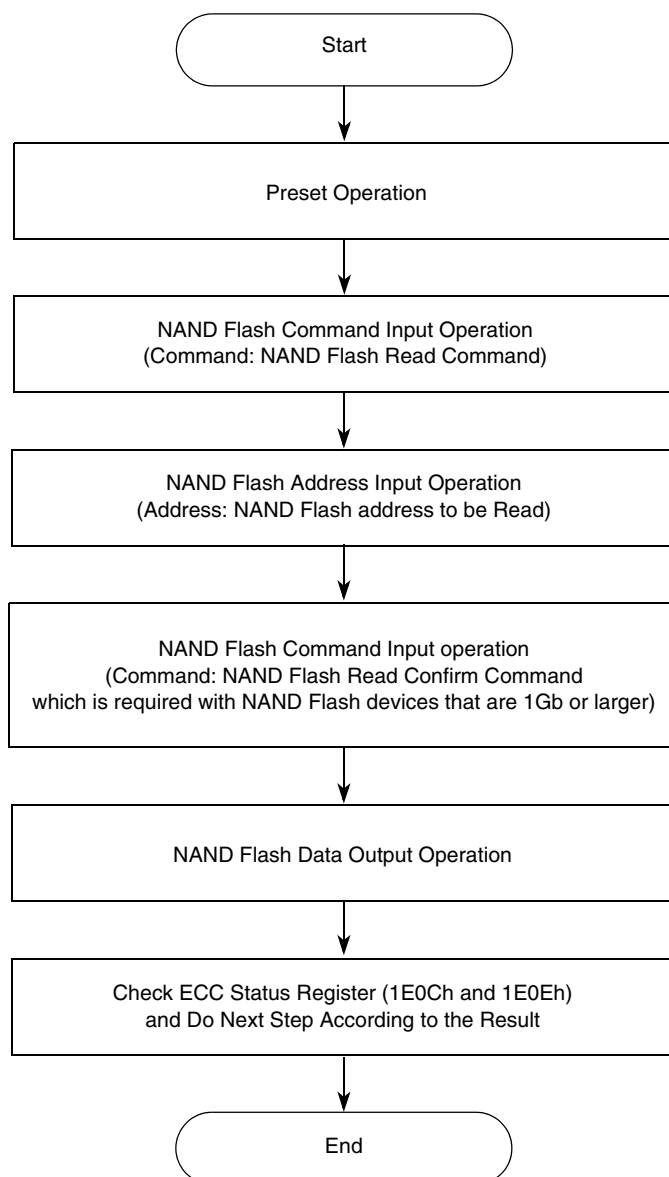 Start
Preset Operation
NAND Flash Command Input Operation
(Command: NAND Flash Read Command)
NAND Flash Address Input Operation
(Address: NAND Flash address to be Read)
NAND Flash Command Input operation
(Command: NAND Flash Read Confirm Command
which is required with NAND Flash devices that are 1Gb or larger)
NAND Flash Data Output Operation
Check ECC Status Register (1E0Ch and 1E0Eh)
and Do Next Step According to the Result
End